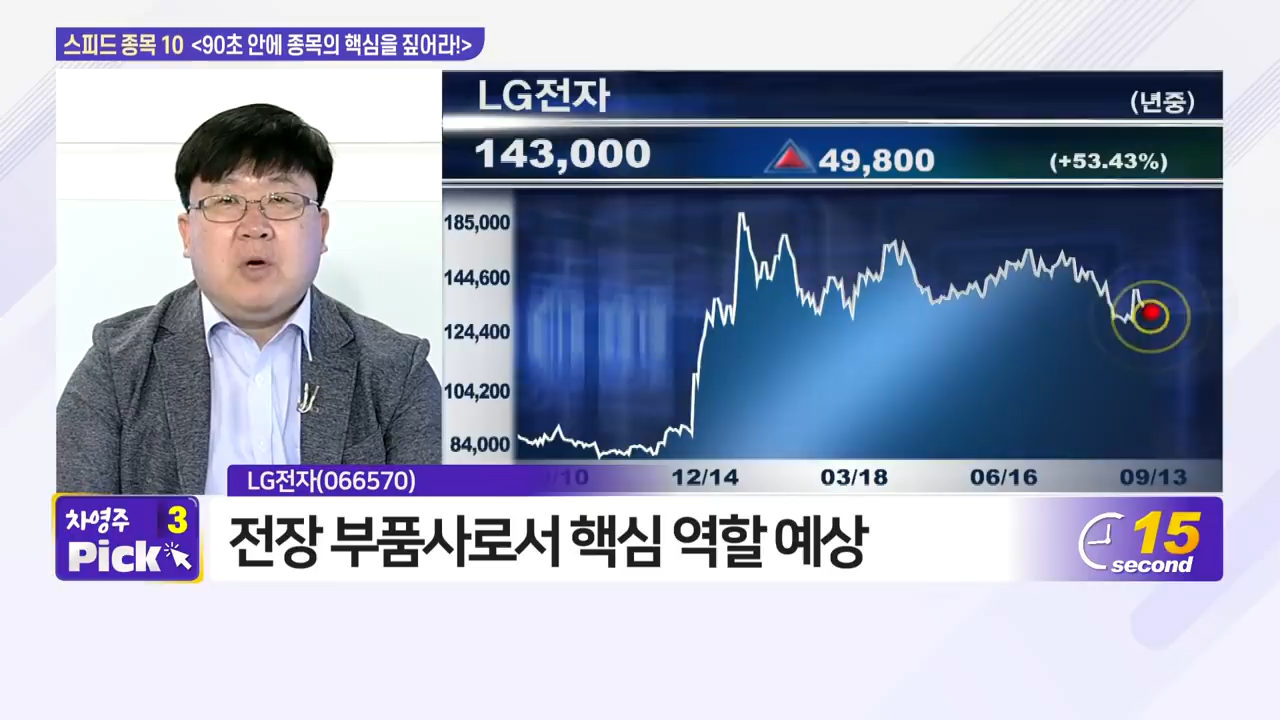 스피드 종목 10 <90초 안에 종목의 핵심을 짚어라!>
LG전자
(년중)
143,000
▲ 49,800
(+53.43%)
185,000
144,600
124,400
104,200
84,000
/10
12/14
03/18
06/16
09/13
LG전자(066570)
차영주 3
Pick
전장 부품사로서 핵심 역할 예상
15
second